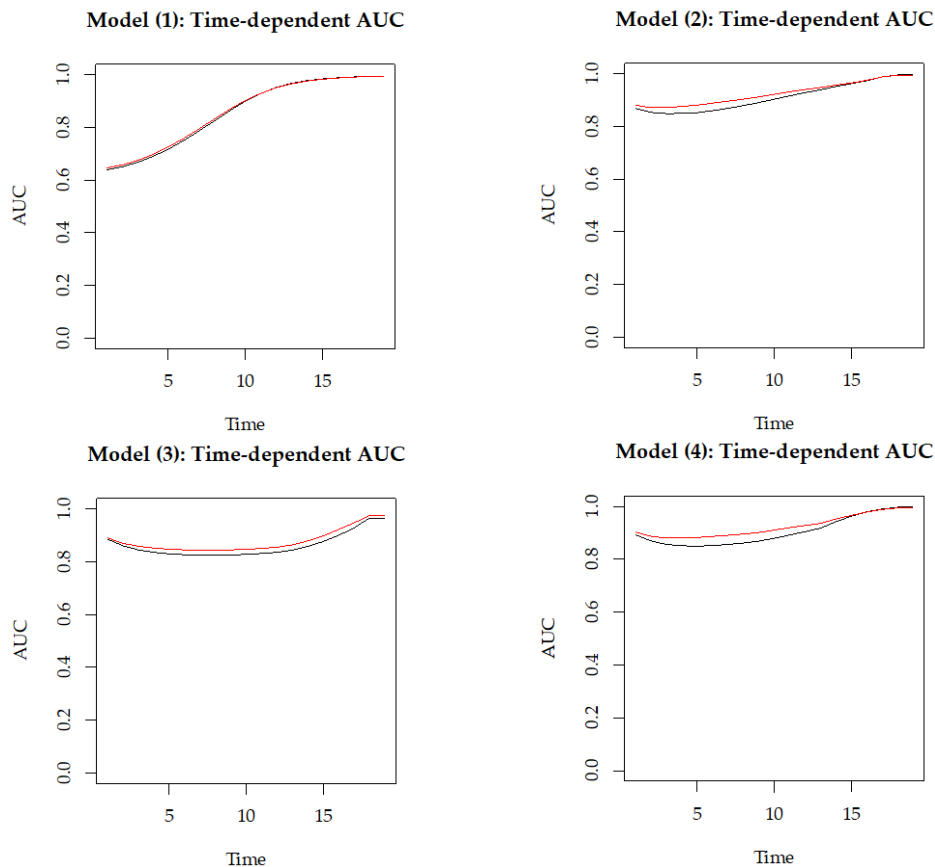 Model (1): Time-dependent AUC
AUC
0.0 0.2 0.4 0.6 0.8 1.0
5 10 15
Time
Model (2): Time-dependent AUC
AUC
0.0 0.2 0.4 0.6 0.8 1.0
5 10 15
Time
Model (3): Time-dependent AUC
AUC
0.0 0.2 0.4 0.6 0.8 1.0
5 10 15
Time
Model (4): Time-dependent AUC
AUC
0.0 0.2 0.4 0.6 0.8 1.0
5 10 15
Time